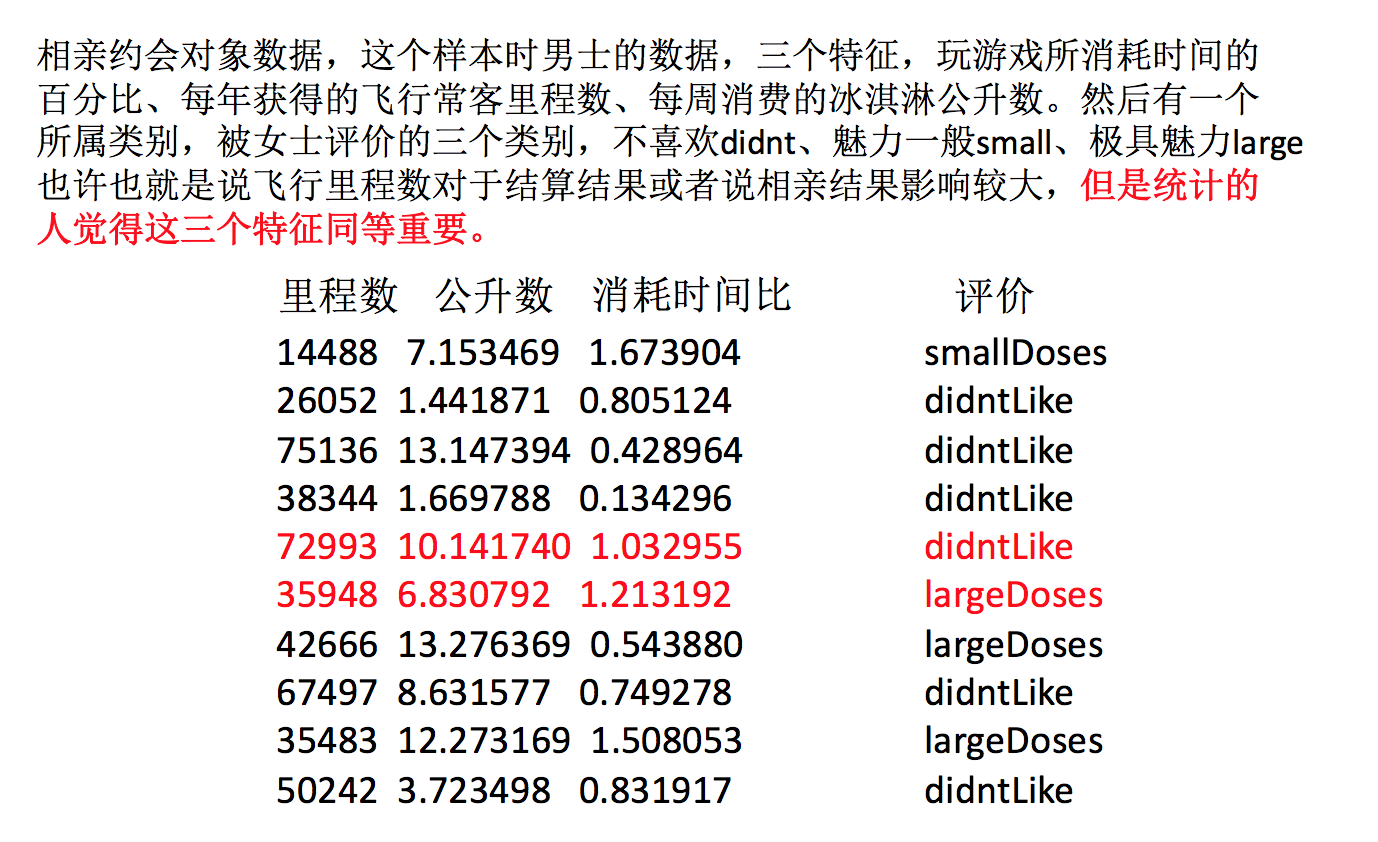 相亲约会对象数据，这个样本时男士的数据，三个特征，玩游戏所消耗时间的
百分比、每年获得的飞行常客里程数、每周消费的冰淇淋公升数。然后有一个
所属类别，被女士评价的三个类别，不喜欢didnt、魅力一般small、极具魅力large
也许也就是说飞行里程数对于结算结果或者说相亲结果影响较大，但是统计的
人觉得这三个特征同等重要。
里程数 公升数 消耗时间比 评价
14488 7.153469 1.673904 smallDoses
26052 1.441871 0.805124 didntLike
75136 13.147394 0.428964 didntLike
38344 1.669788 0.134296 didntLike
72993 10.141740 1.032955 didntLike
35948 6.830792 1.213192 largeDoses
42666 13.276369 0.543880 largeDoses
67497 8.631577 0.749278 didntLike
35483 12.273169 1.508053 largeDoses
50242 3.723498 0.831917 didntLike